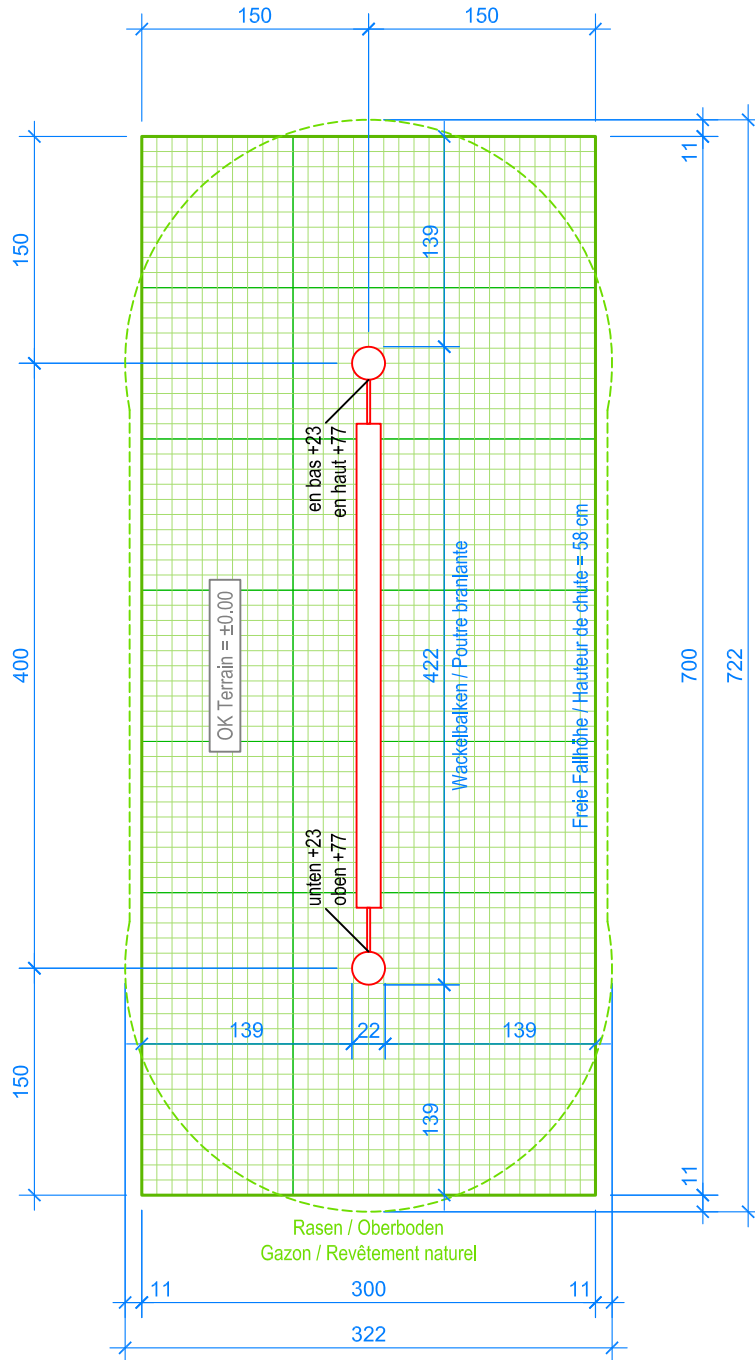 150
150
11
150
139
en bas +23
en haut +77
OK Terrain = ±0.00
400
422
Wackelbalken / Poutre branlante
Freie Fallhöhe / Hauteur de chute = 58 cm
700
722
unten +23
oben +77
139
22
139
150
139
11
Rasen / Oberboden
Gazon / Revêtement naturel
11
300
11
322